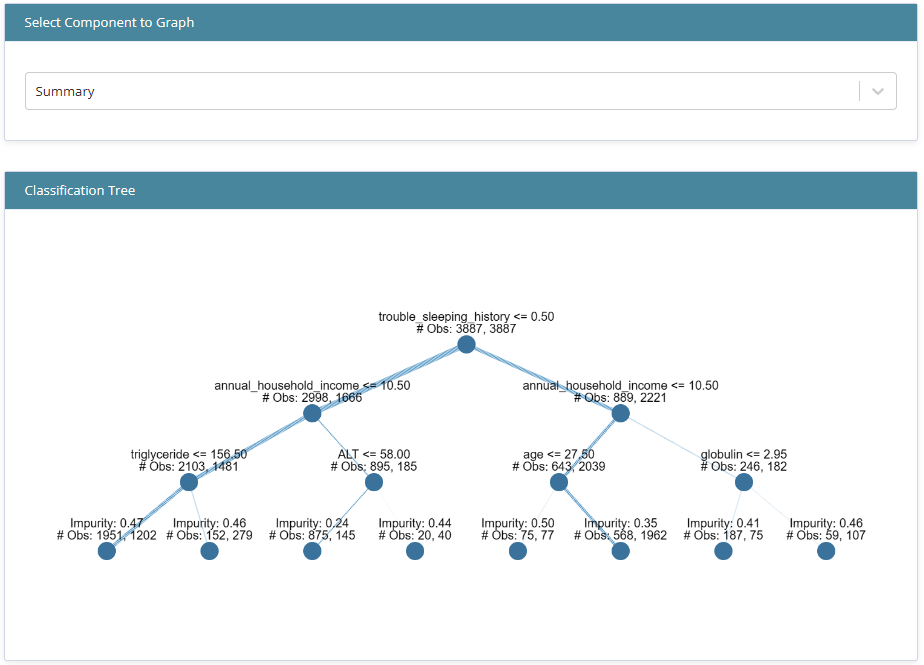 Select Component to Graph
Summary
Classification Tree
trouble_sleeping_history <= 0.50
# Obs: 3887, 3887
annual_household_income <= 10.50
# Obs: 2998, 1666
annual_household_income <= 10.50
# Obs: 889, 2221
triglyceride <= 156.50
# Obs: 2103, 1481
ALT <= 58.00
# Obs: 895, 185
age <= 27.50
# Obs: 643, 2039
globulin <= 2.95
# Obs: 246, 182
Impurity: 0.47
# Obs: 1951, 1202
Impurity: 0.46
# Obs: 152, 279
Impurity: 0.24
# Obs: 875, 145
Impurity: 0.44
# Obs: 20, 40
Impurity: 0.50
# Obs: 75, 77
Impurity: 0.35
# Obs: 568, 1962
Impurity: 0.41
# Obs: 187, 75
Impurity: 0.46
# Obs: 59, 107